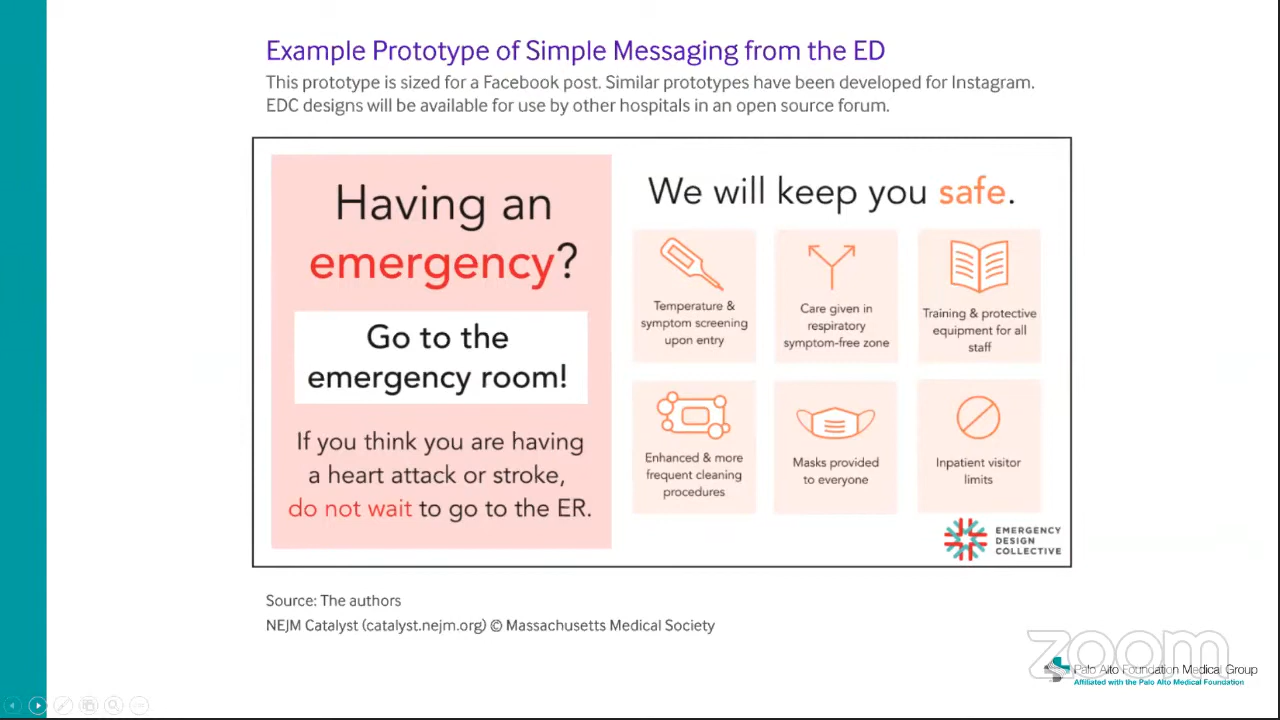 Example Prototype of Simple Messaging from the ED
This prototype is sized for a Facebook post. Similar prototypes have been developed for Instagram.
EDC designs will be available for use by other hospitals in an open source forum.
Having an
emergency?
Go to the
emergency room!
If you think you are having
a heart attack or stroke,
do not wait to go to the ER.
We will keep you safe.
Temperature &
symptom screening
upon entry
Care given in
respiratory
symptom-free zone
Training & protective
equipment for all
staff
Enhanced & more
frequent cleaning
procedures
Masks provided
to everyone
Inpatient visitor
limits
EMERGENCY
DESIGN
COLLECTIVE
Source: The authors
NEJM Catalyst (catalyst.nejm.org) © Massachusetts Medical Society
zoom
Palo Alto Foundation Medical Group
Affiliated with the Palo Alto Medical Foundation